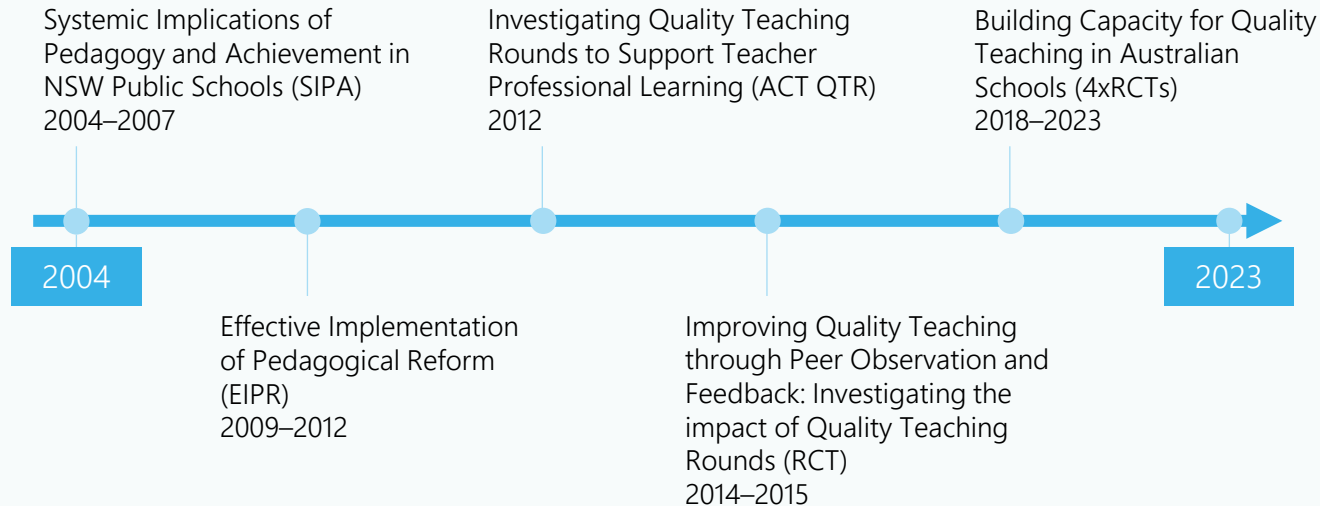 Systemic Implications of
Pedagogy and Achievement in
NSW Public Schools (SIPA)
2004–2007
Investigating Quality Teaching
Rounds to Support Teacher
Professional Learning (ACT QTR)
2012
Building Capacity for Quality
Teaching in Australian
Schools (4xRCTs)
2018–2023
2004
2023
Effective Implementation
of Pedagogical Reform
(EIPR)
2009–2012
Improving Quality Teaching
through Peer Observation and
Feedback: Investigating the
impact of Quality Teaching
Rounds (RCT)
2014–2015